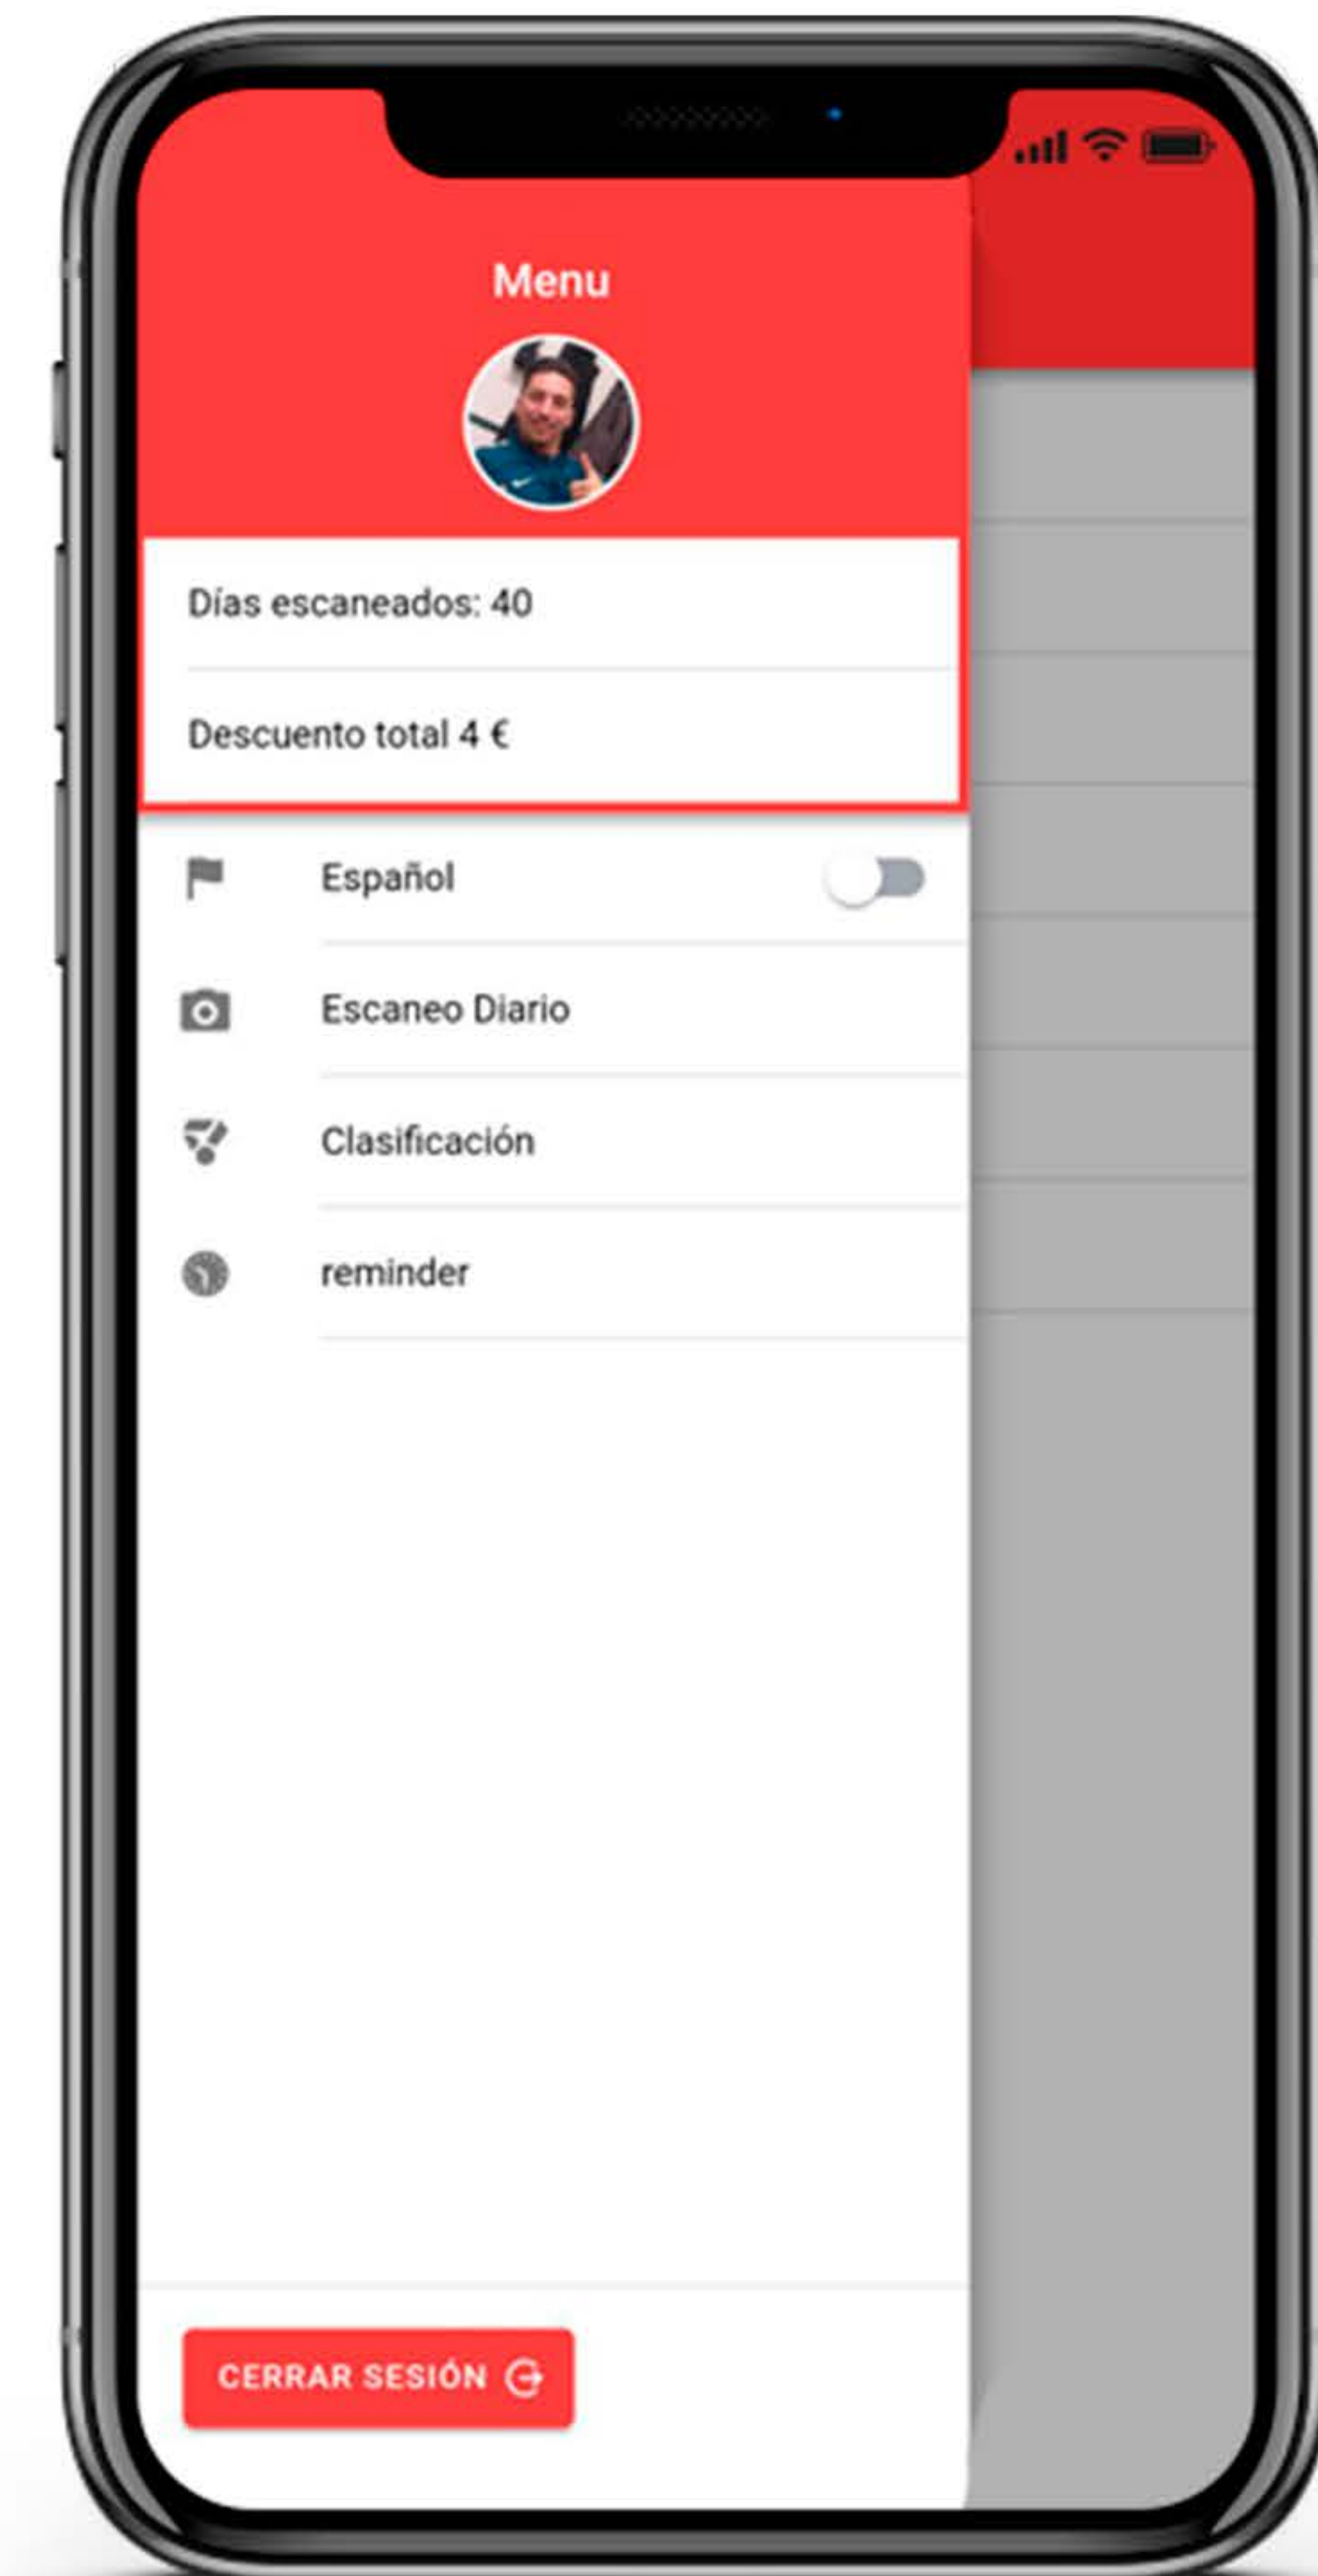 Menu
Días escaneados: 40
Descuento total 4 €
Español
Escaneo Diario
Clasificación
reminder
CERRAR SESIÓN